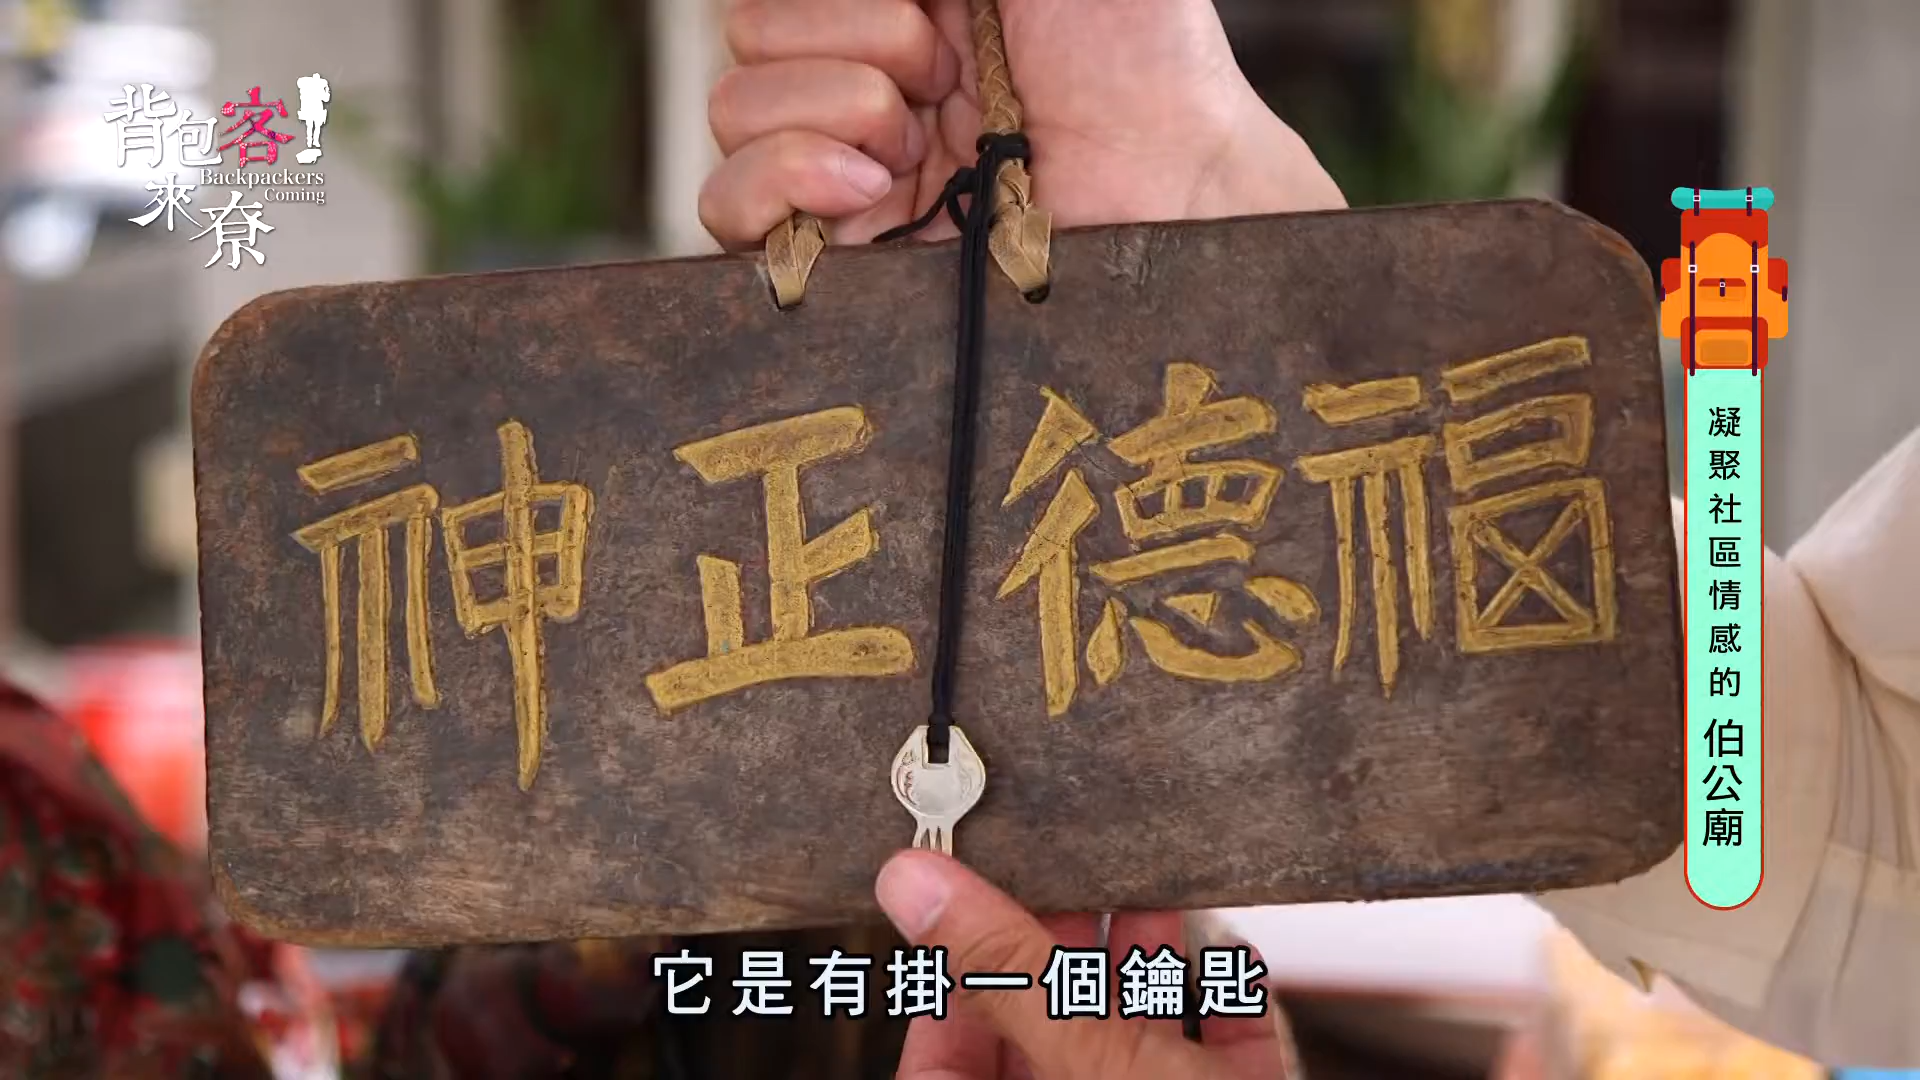 背包客
Backpackers
Coming
來寮
福德正神
凝聚社區情感的 伯公廟
它是有掛一個鑰匙